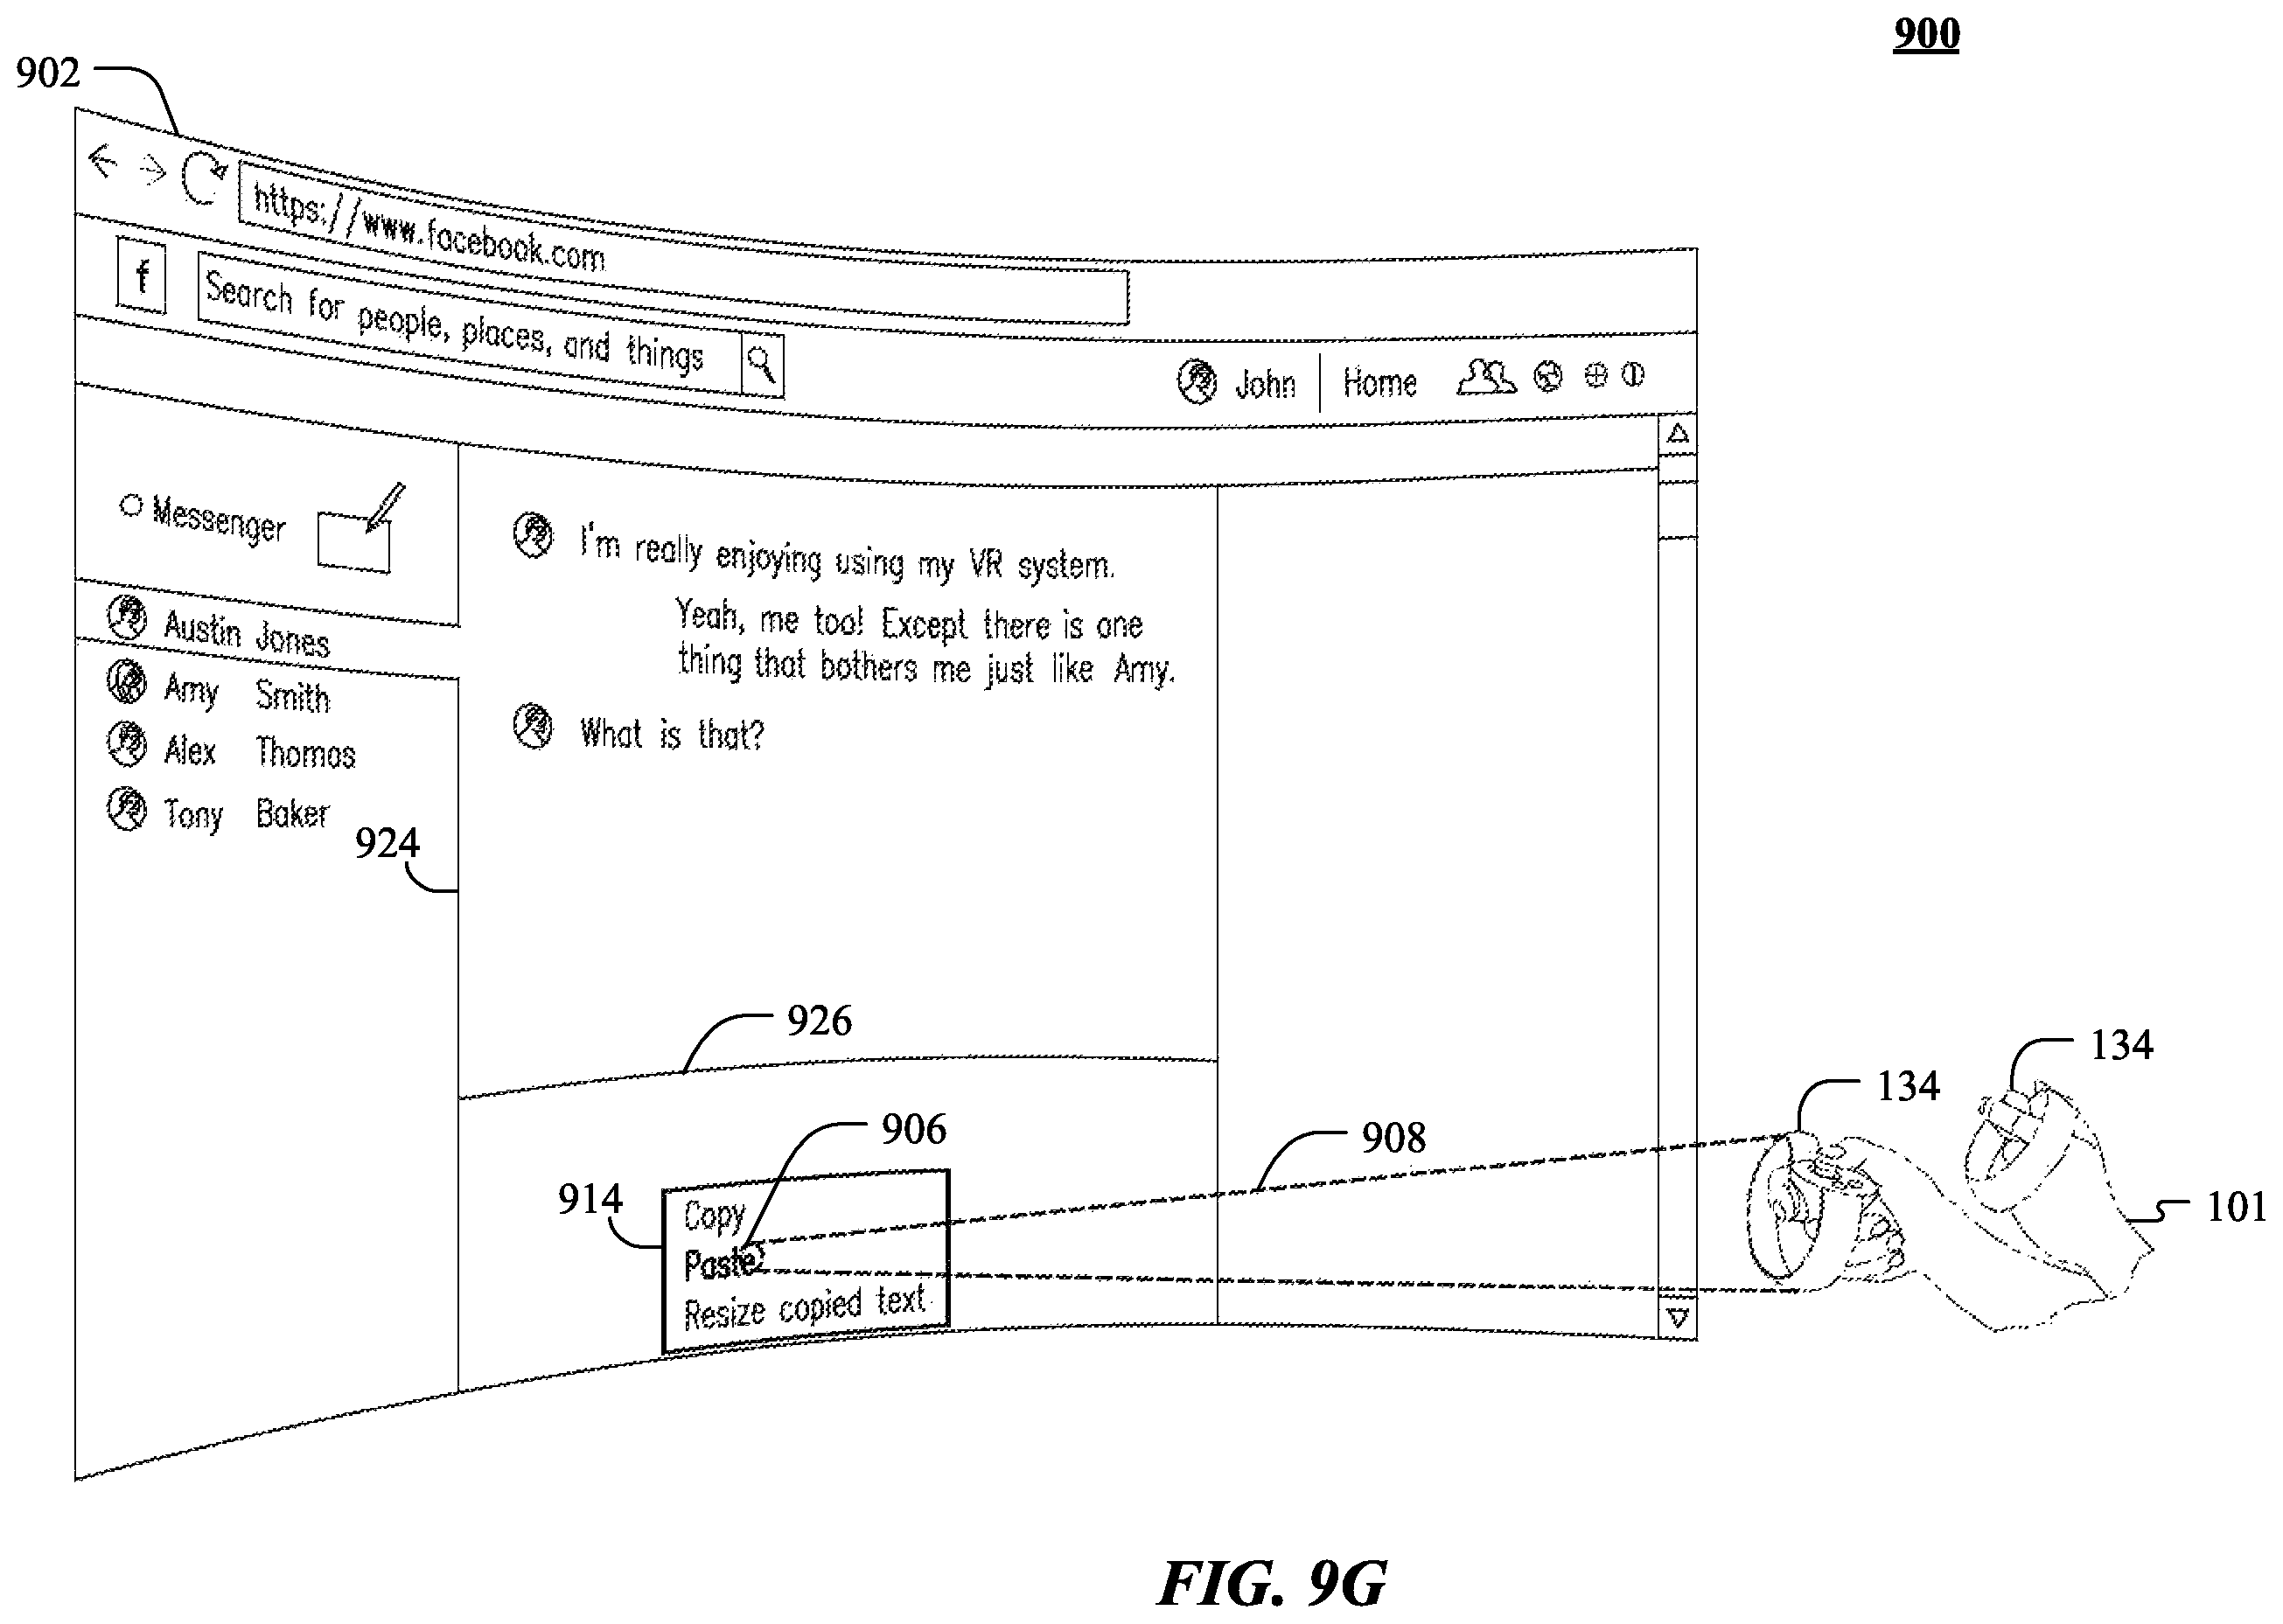 900
902
https://www.facebook.com
f
Search for people, places, and things
John
Home
Messenger
I'm really enjoying using my VR system.
Austin Jones
Yeah, me too! Except there is one
thing that bothers me just like Amy.
Amy Smith
What is that?
Alex Thomas
Tony Baker
924
926
134
134
906
908
914
101
Copy
Paste
Resize copied text
FIG. 9G